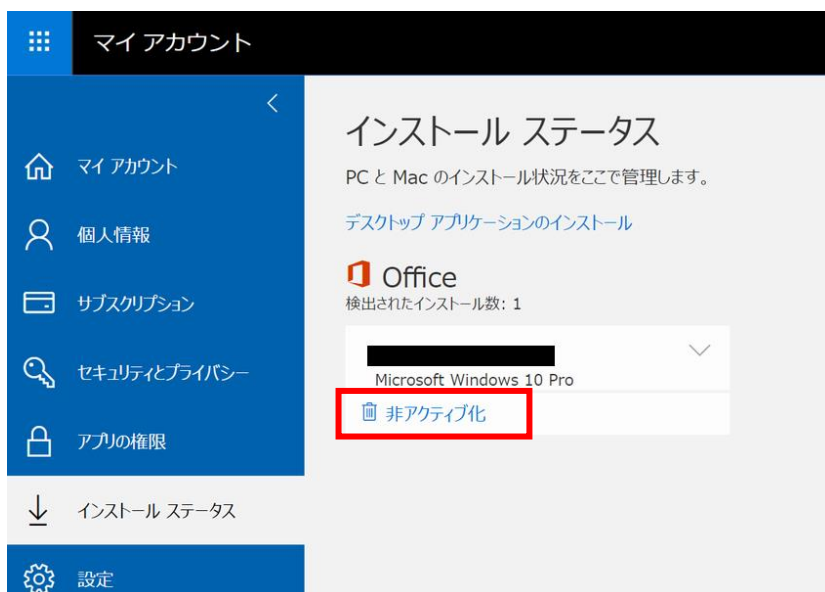 マイ アカウント
マイ アカウント
個人情報
サブスクリプション
セキュリティとプライバシー
アプリの権限
インストール ステータス
設定
インストール ステータス
PC と Mac のインストール状況をここで管理します。
デスクトップ アプリケーションのインストール
Office
検出されたインストール数: 1
Microsoft Windows 10 Pro
非アクティブ化